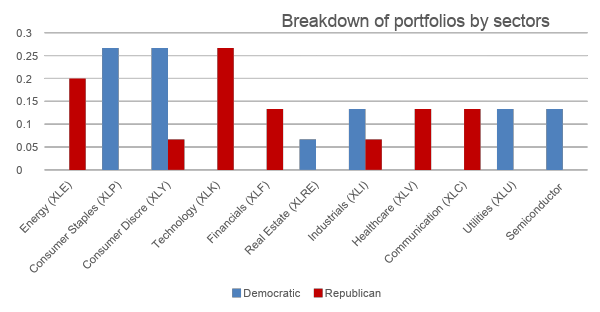 Breakdown of portfolios by sectors
0.3
0.25
0.2
0.15
0.1
0.05
0
Energy (XLE)
Consumer Staples (XLP)
Consumer Discre (XLY)
Technology (XLK)
Financials (XLF)
Real Estate (XLRE)
Industrials (XLI)
Healthcare (XLV)
Communication (XLC)
Utilities (XLU)
Semiconductor
Democratic
Republican